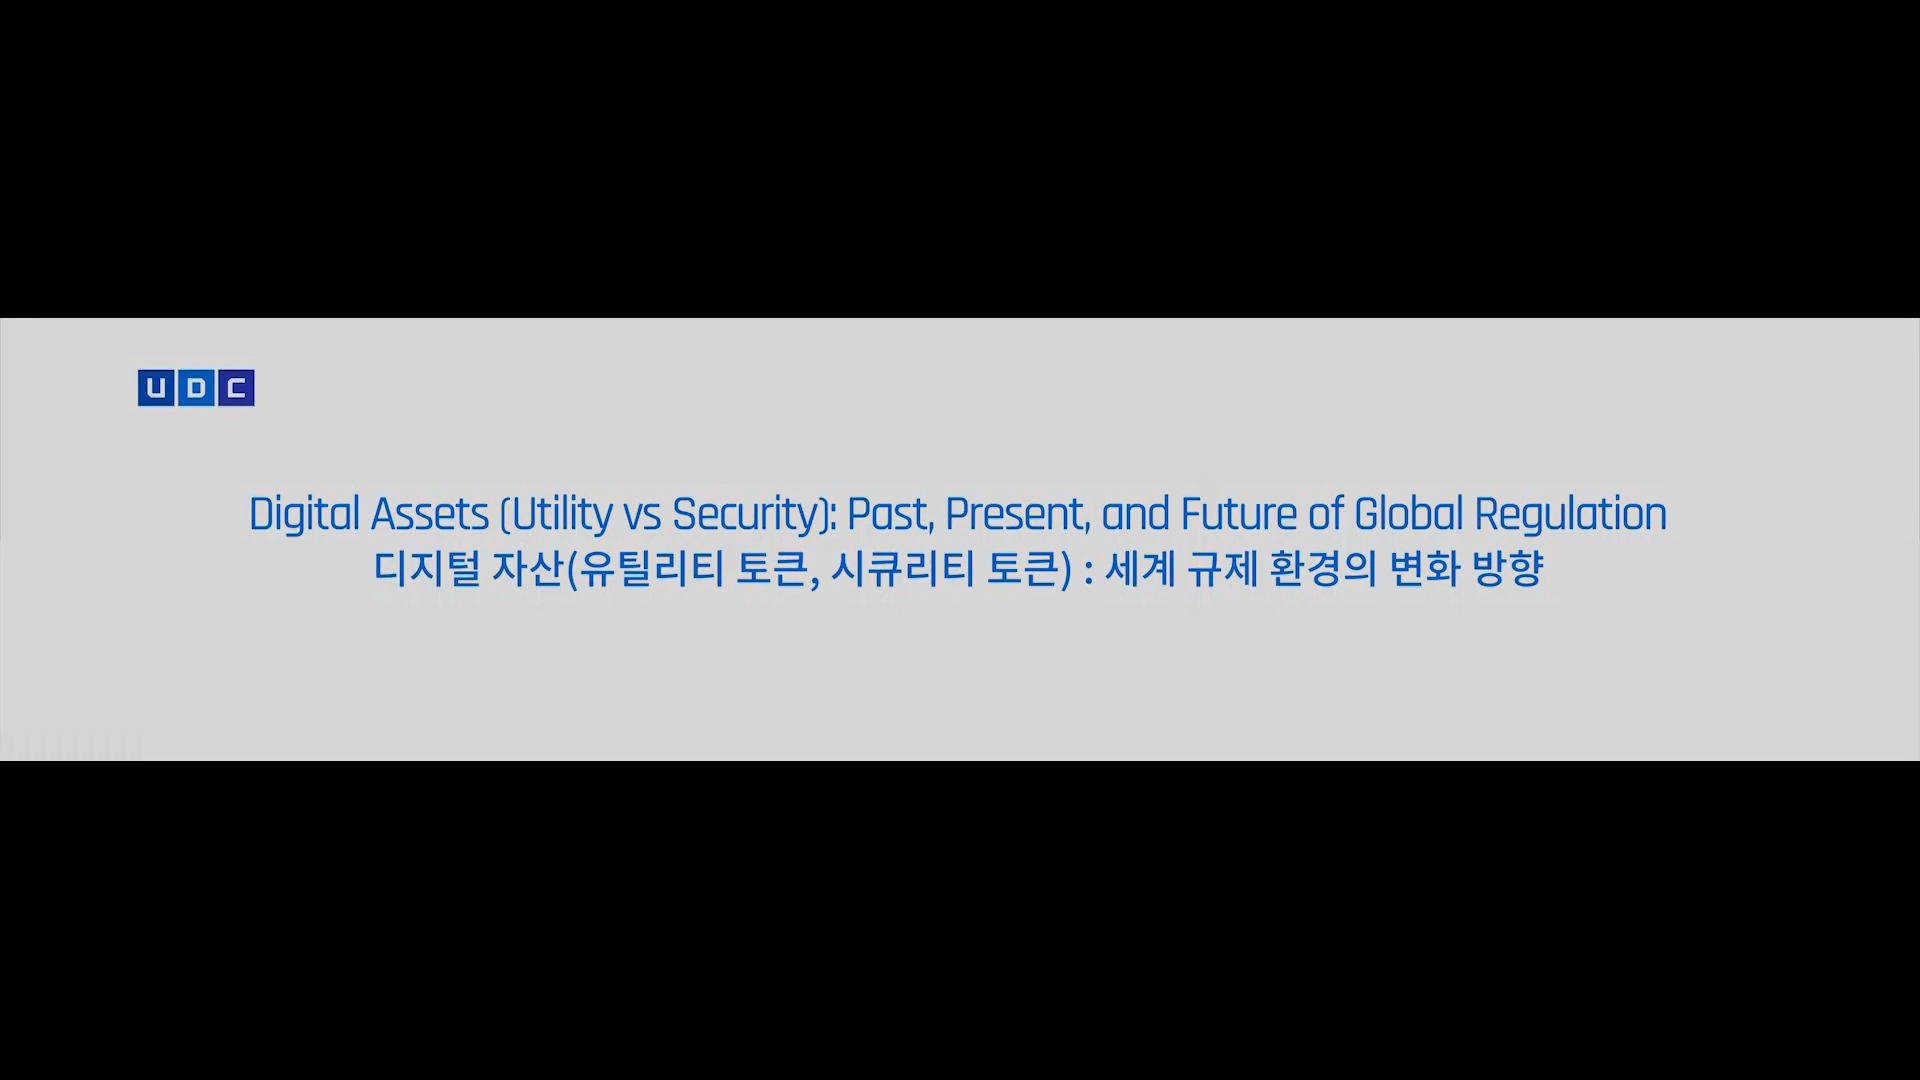 UDC
Digital Assets (Utility vs Security): Past, Present, and Future of Global Regulation
디지털 자산(유틸리티 토큰, 시큐리티 토큰) : 세계 규제 환경의 변화 방향